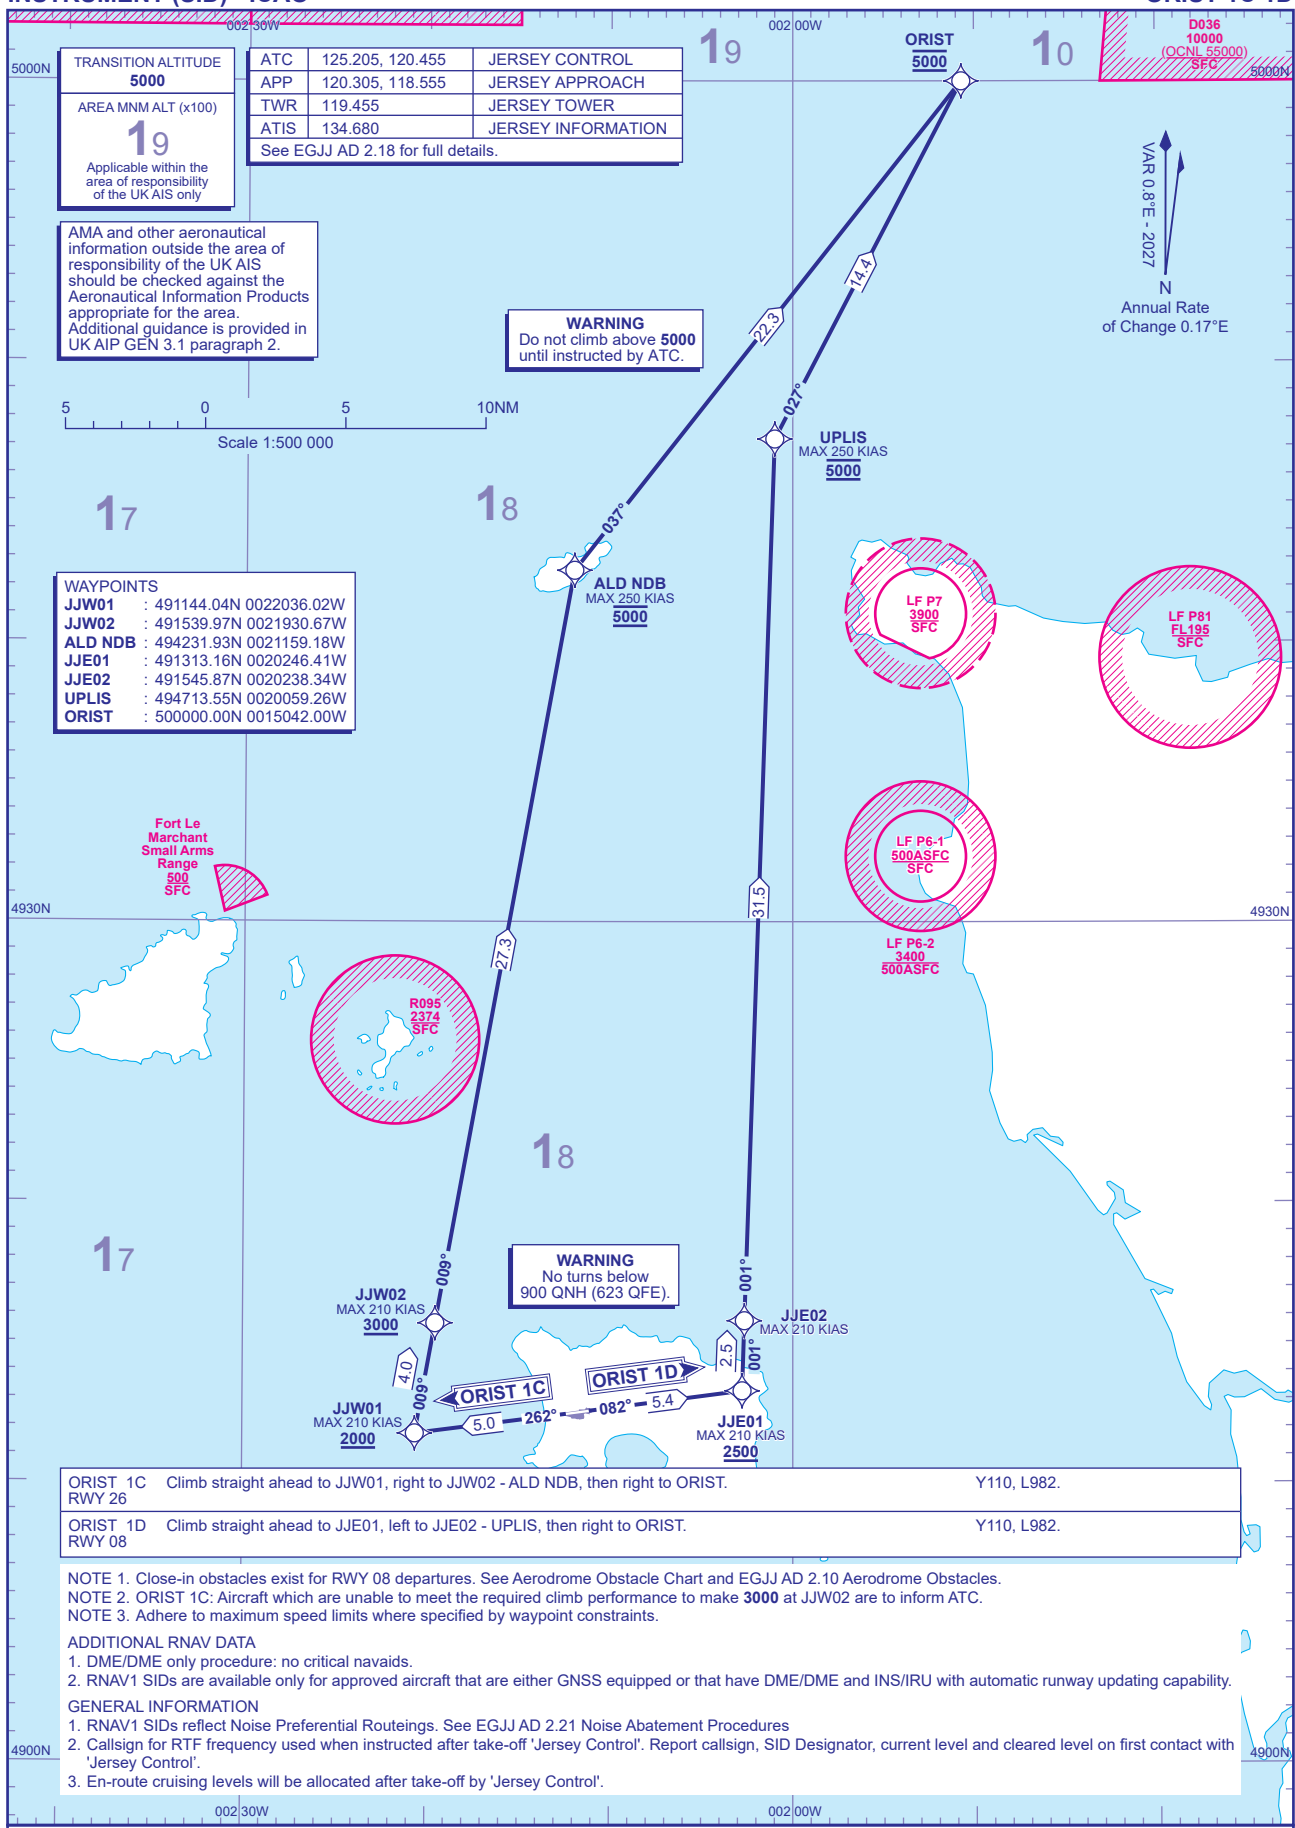 002 30W
002 00W
TRANSITION ALTITUDE
5000
AREA MNM ALT (x100)
19
Applicable within the
area of responsibility
of the UK AIS only
ATC 125.205, 120.455 JERSEY CONTROL
APP 120.305, 118.555 JERSEY APPROACH
TWR 119.455 JERSEY TOWER
ATIS 134.680 JERSEY INFORMATION
See EGJJ AD 2.18 for full details.
19
ORIST
5000
10
D036
10000
(OCNL 55000)
SFC
5000N
5000N
AMA and other aeronautical
information outside the area of
responsibility of the UK AIS
should be checked against the
Aeronautical Information Products
appropriate for the area.
Additional guidance is provided in
UK AIP GEN 3.1 paragraph 2.
VAR 0.8°E - 2027
N
Annual Rate
of Change 0.17°E
14.4
22.3
WARNING
Do not climb above 5000
until instructed by ATC.
5 0 5 10NM
Scale 1:500 000
027°
UPLIS
MAX 250 KIAS
5000
17
18
037°
ALD NDB
MAX 250 KIAS
5000
WAYPOINTS
JJW01 : 491144.04N 0022036.02W
JJW02 : 491539.97N 0021930.67W
ALD NDB : 494231.93N 0021159.18W
JJE01 : 491313.16N 0020246.41W
JJE02 : 491545.87N 0020238.34W
UPLIS : 494713.55N 0020059.26W
ORIST : 500000.00N 0015042.00W
LF P7
3900
SFC
LF P81
FL195
SFC
Fort Le
Marchant
Small Arms
Range
500
SFC
LF P6-1
500ASFC
SFC
4930N
4930N
LF P6-2
3400
500ASFC
31.5
27.3
R095
2374
SFC
18
17
WARNING
No turns below
900 QNH (623 QFE).
009°
001°
JJW02
MAX 210 KIAS
3000
JJE02
MAX 210 KIAS
4.0
009°
2.5
001°
ORIST 1C
ORIST 1D
JJW01
MAX 210 KIAS
2000
5.0 262° 082° 5.4
JJE01
MAX 210 KIAS
2500
ORIST 1C Climb straight ahead to JJW01, right to JJW02 - ALD NDB, then right to ORIST. Y110, L982.
RWY 26
ORIST 1D Climb straight ahead to JJE01, left to JJE02 - UPLIS, then right to ORIST. Y110, L982.
RWY 08
NOTE 1. Close-in obstacles exist for RWY 08 departures. See Aerodrome Obstacle Chart and EGJJ AD 2.10 Aerodrome Obstacles.
NOTE 2. ORIST 1C: Aircraft which are unable to meet the required climb performance to make 3000 at JJW02 are to inform ATC.
NOTE 3. Adhere to maximum speed limits where specified by waypoint constraints.
ADDITIONAL RNAV DATA
1. DME/DME only procedure: no critical navaids.
2. RNAV1 SIDs are available only for approved aircraft that are either GNSS equipped or that have DME/DME and INS/IRU with automatic runway updating capability.
GENERAL INFORMATION
1. RNAV1 SIDs reflect Noise Preferential Routeings. See EGJJ AD 2.21 Noise Abatement Procedures
2. Callsign for RTF frequency used when instructed after take-off 'Jersey Control'. Report callsign, SID Designator, current level and cleared level on first contact with
'Jersey Control'.
3. En-route cruising levels will be allocated after take-off by 'Jersey Control'.
4900N
4900N
002 30W
002 00W